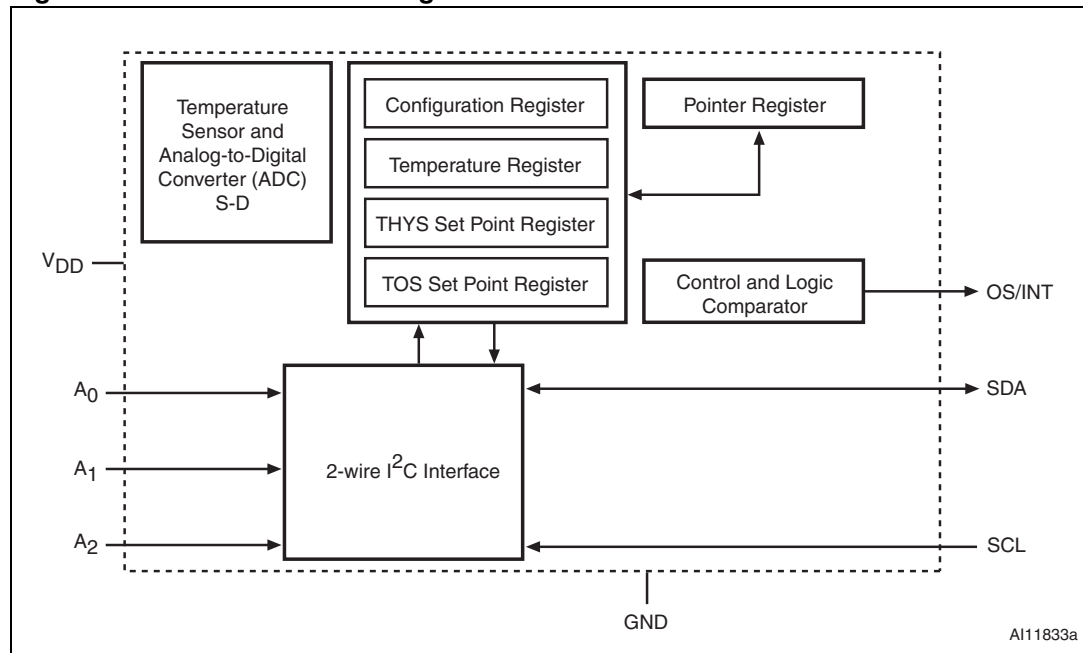 Temperature
Sensor and
Analog-to-Digital
Converter (ADC)
S-D
Configuration Register
Temperature Register
THYS Set Point Register
TOS Set Point Register
Pointer Register
Control and Logic
Comparator
VDD
OS/INT
A0
SDA
A1
2-wire I2C Interface
A2
SCL
GND
AI11833a